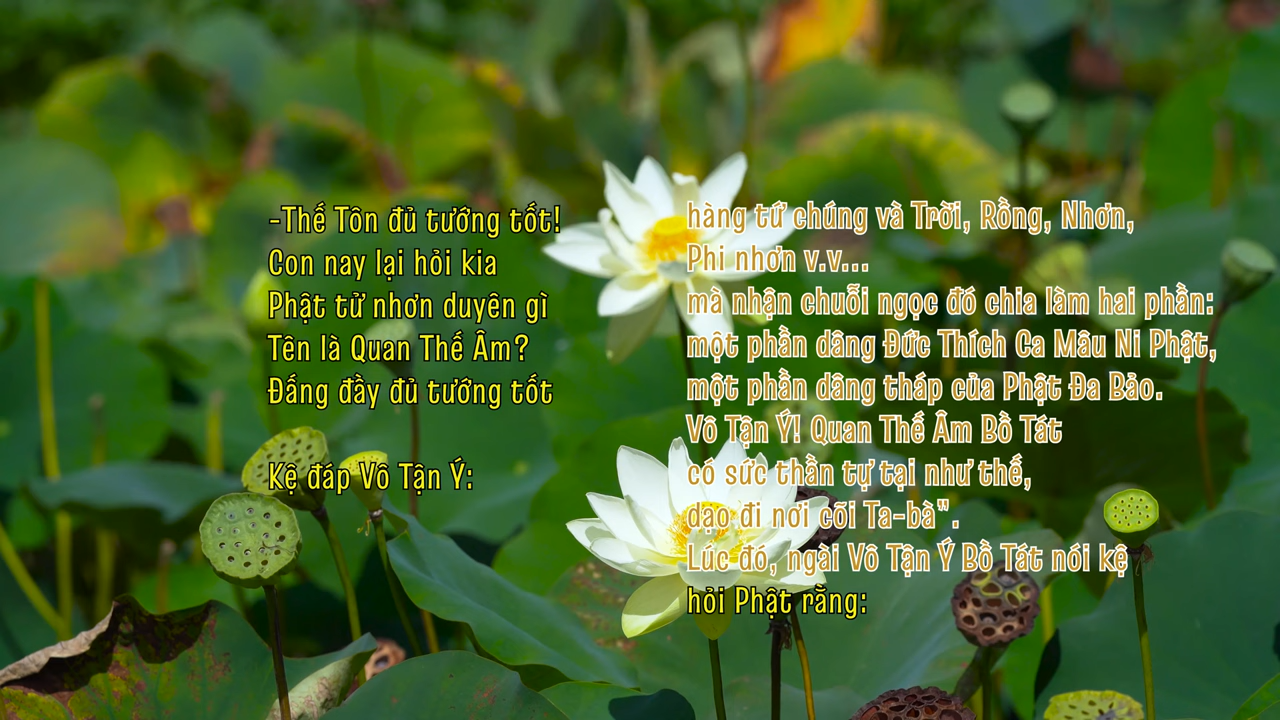 -Thế Tôn đủ tướng tốt!
Con nay lại hỏi kia
Phật tử nhơn duyên gì
Tên là Quan Thế Âm?
Đấng đầy đủ tướng tốt
Kệ đáp Vô Tận Ý:
hàng tứ chúng và Trời, Rồng, Nhơn,
Phi nhơn v.v...
mà nhận chuỗi ngọc đó chia làm hai phần:
một phần dâng Đức Thích Ca Mâu Ni Phật,
một phần dâng tháp của Phật Đa Bảo.
Vô Tận Ý! Quan Thế Âm Bồ Tát
có sức thần tự tại như thế,
dạo đi nơi cõi Ta-bà".
Lúc đó, ngài Vô Tận Ý Bồ Tát nói kệ
hỏi Phật rằng: